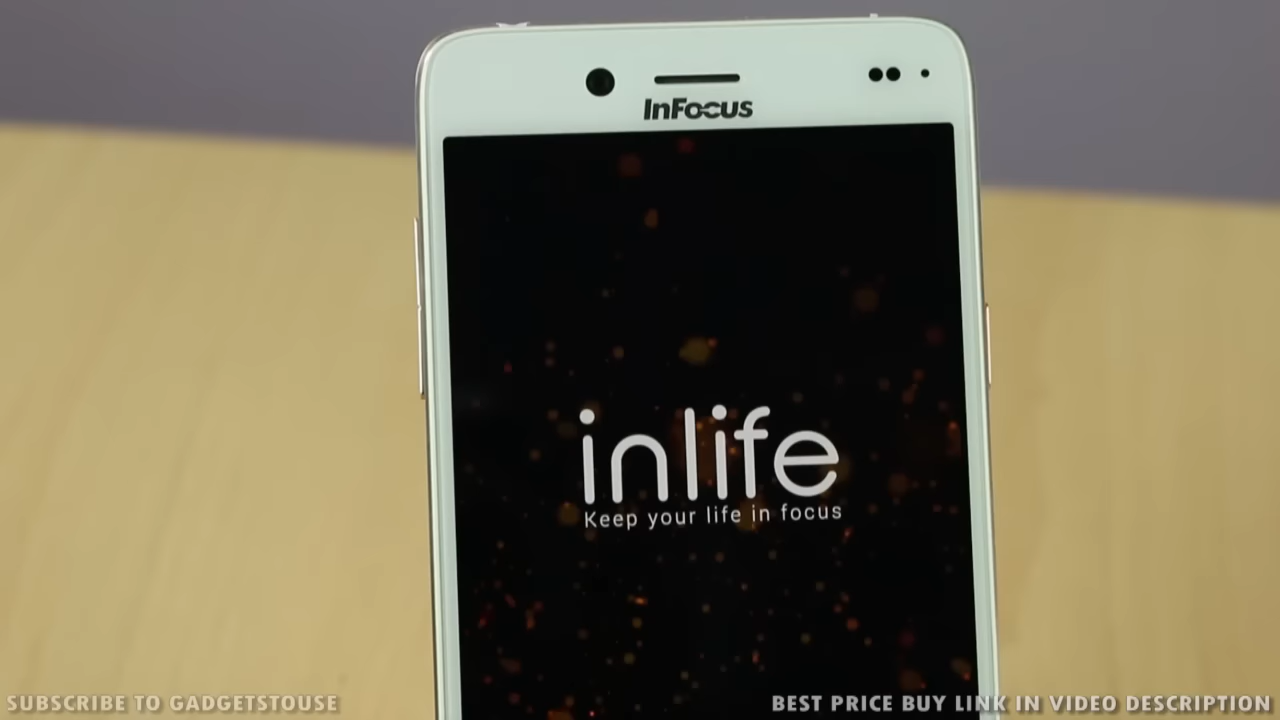 InFocus
inlife
Keep your life in focus
SUBSCRIBE TO GADGETSTOUSE
BEST PRICE BUY LINK IN VIDEO DESCRIPTION